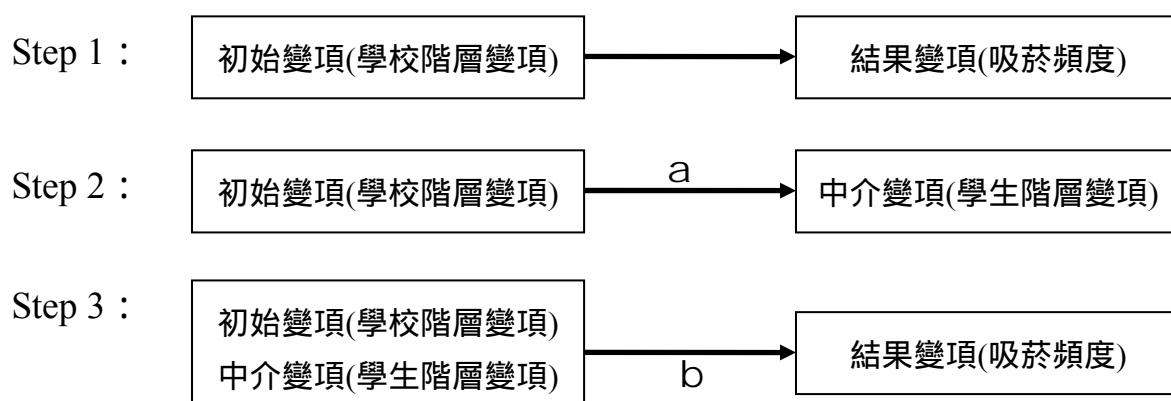 Step 1：
初始變項(學校階層變項)
結果變項(吸菸頻度)
Step 2：
初始變項(學校階層變項)
a
中介變項(學生階層變項)
Step 3：
初始變項(學校階層變項)
中介變項(學生階層變項)
b
結果變項(吸菸頻度)